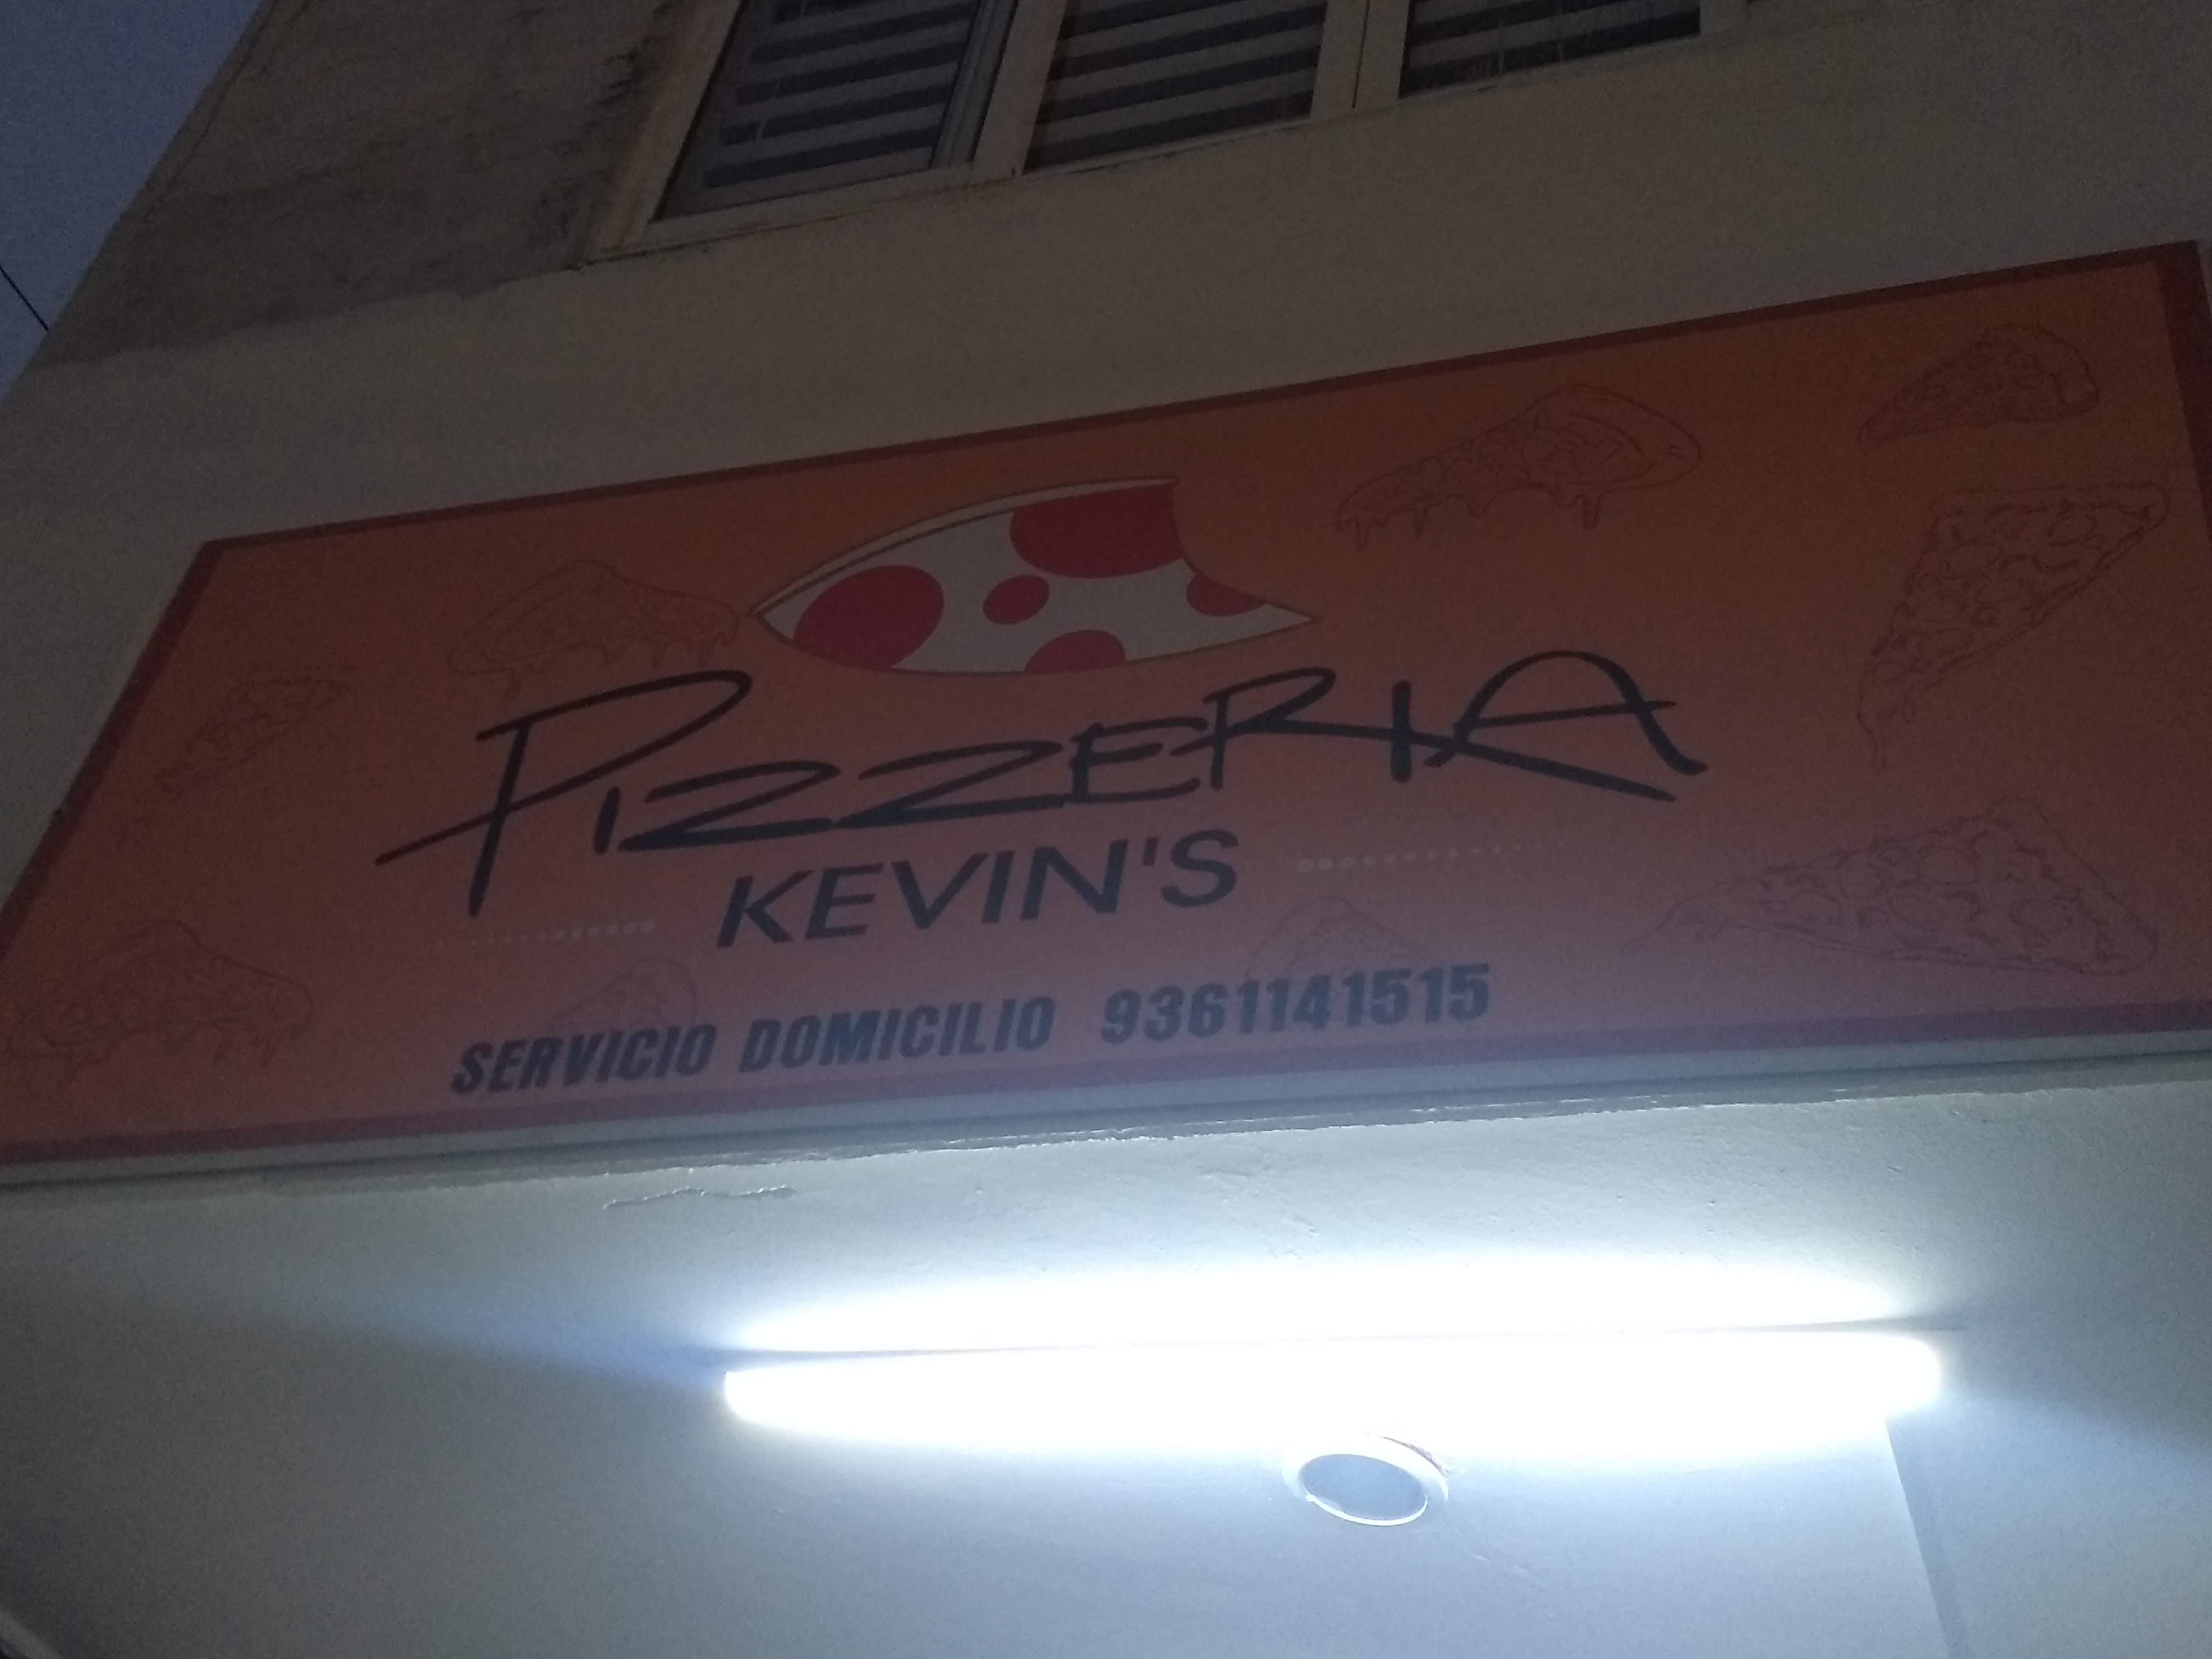 PIZZERIA
KEVIN'S
SERVICIO DOMICILIO 9361141515